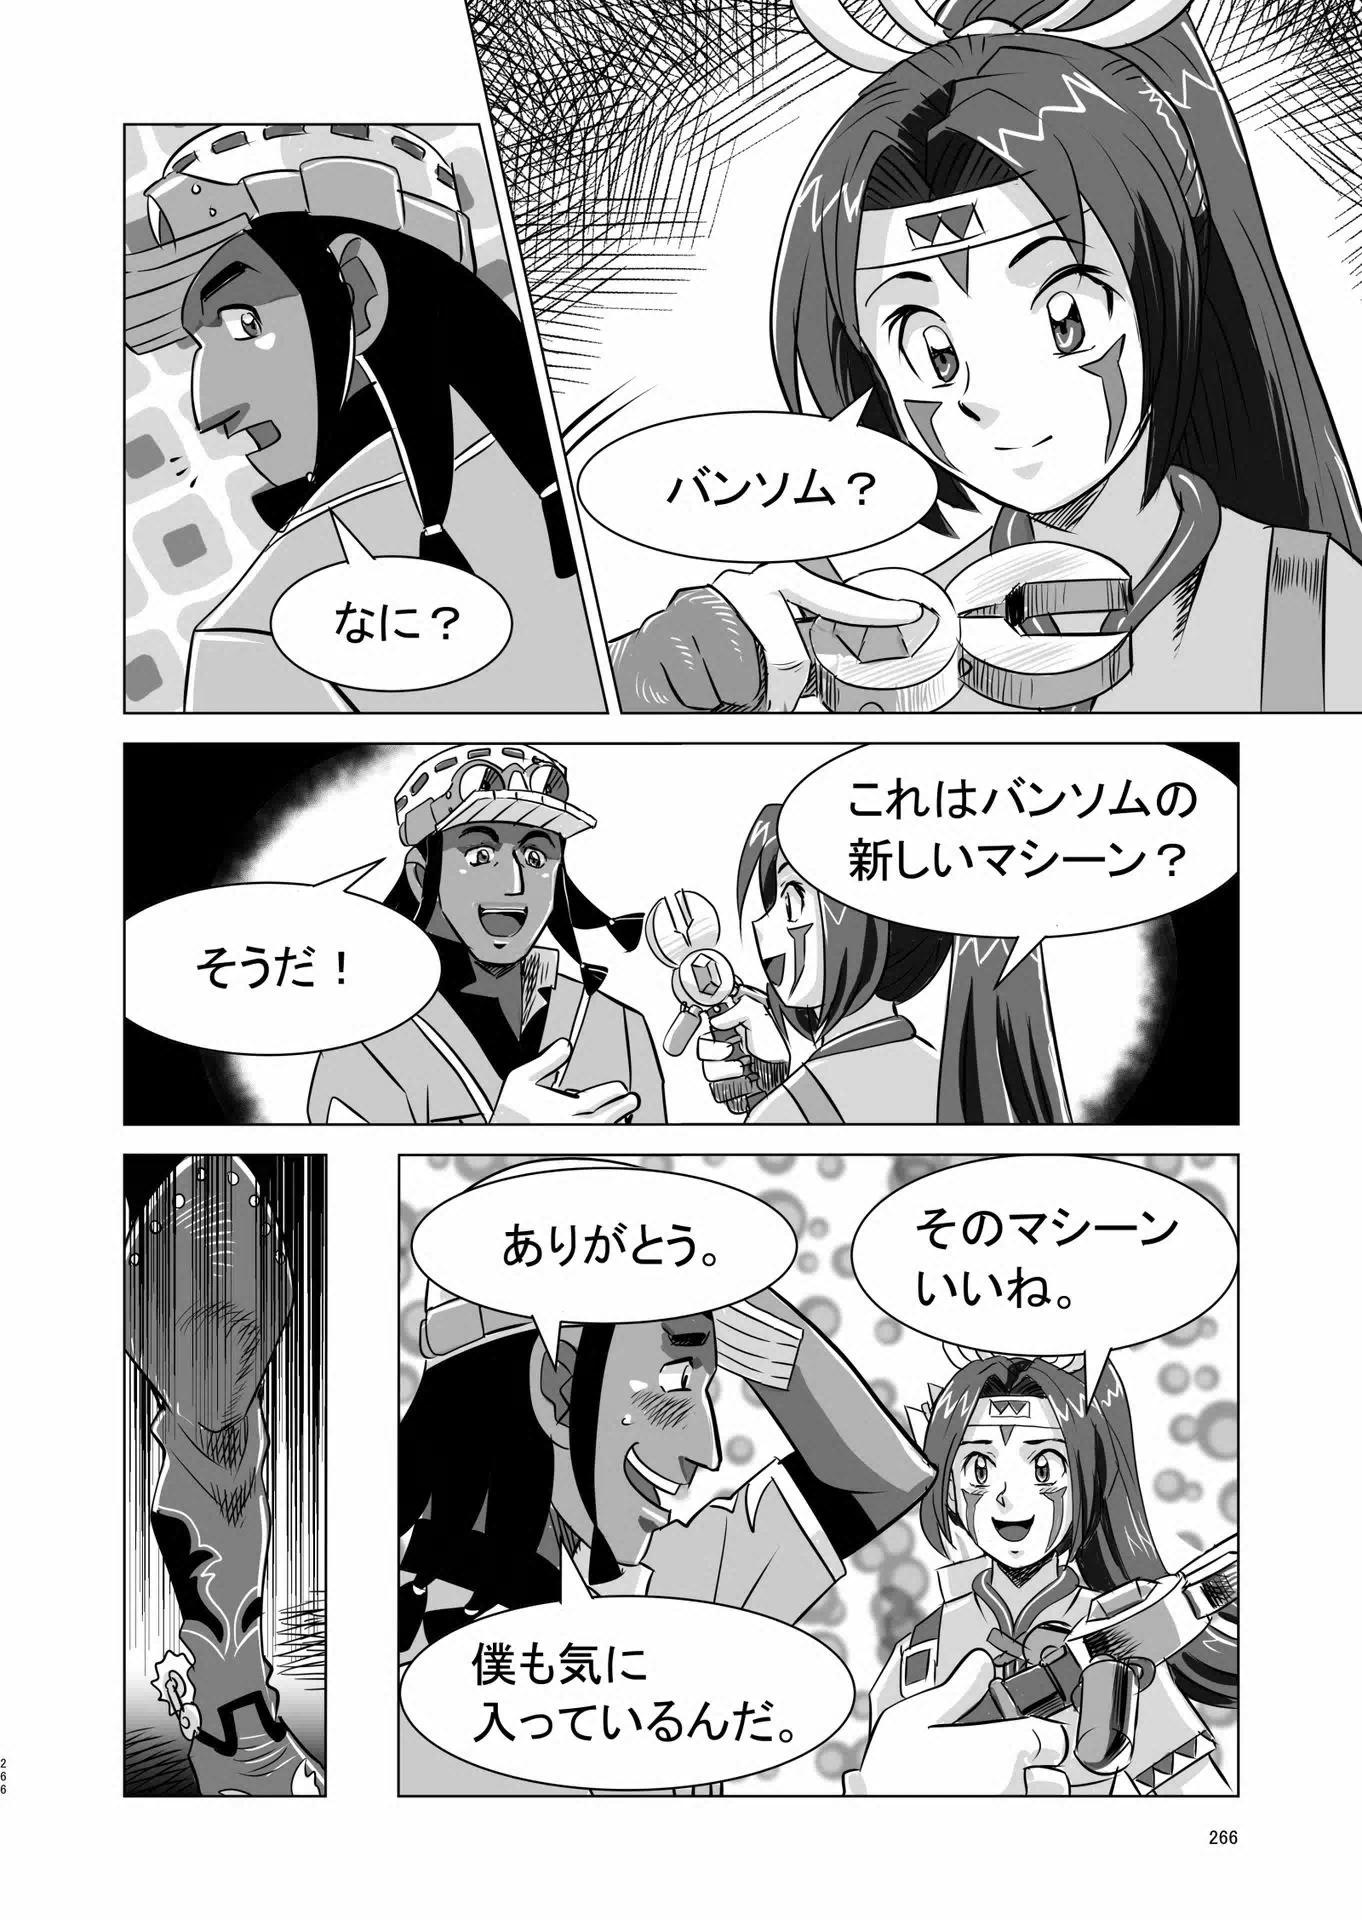 バンソム？
なに？
これはバンソムの
新しいマシーン？
そうだ！
そのマシーン
いいね。
ありがとう。
僕も気に
入っているんだ。
266
266